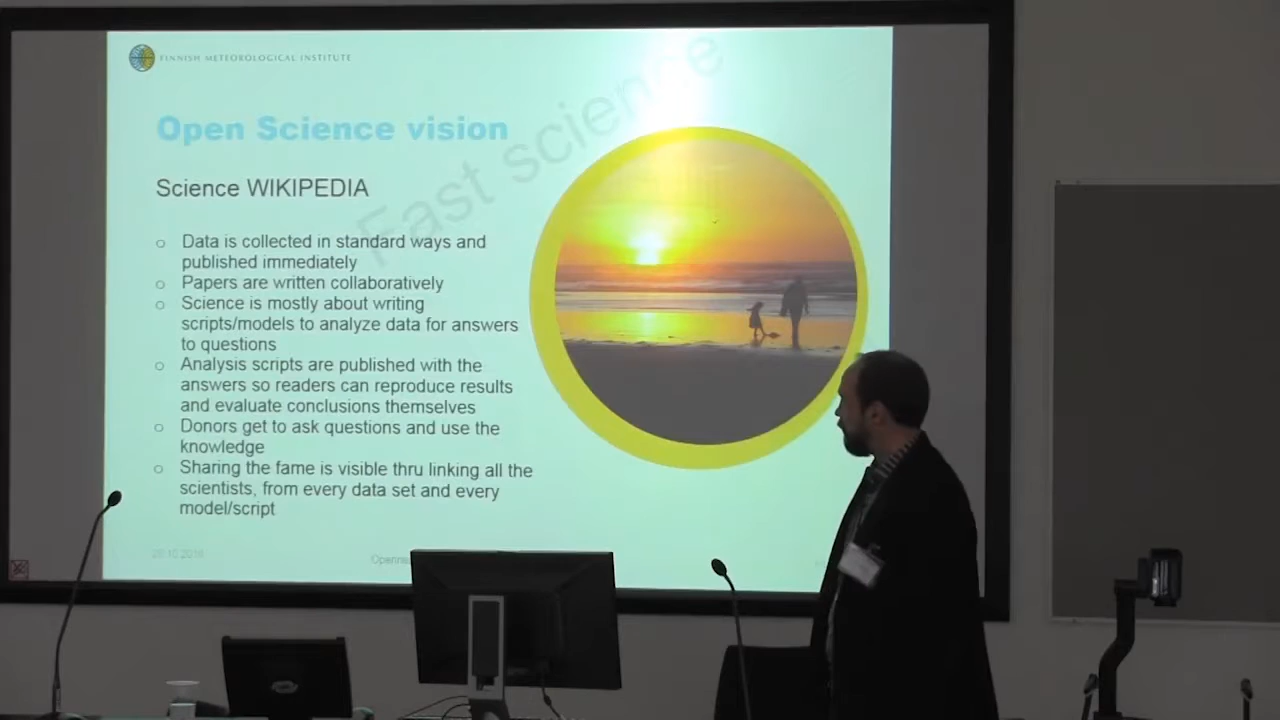 FINNISH METEOROLOGICAL INSTITUTE
Fast science
Open Science vision
Science WIKIPEDIA
o Data is collected in standard ways and
published immediately
o Papers are written collaboratively
o Science is mostly about writing
scripts/models to analyze data for answers
to questions
o Analysis scripts are published with the
answers so readers can reproduce results
and evaluate conclusions themselves
o Donors get to ask questions and use the
knowledge
o Sharing the fame is visible thru linking all the
scientists, from every data set and every
model/script